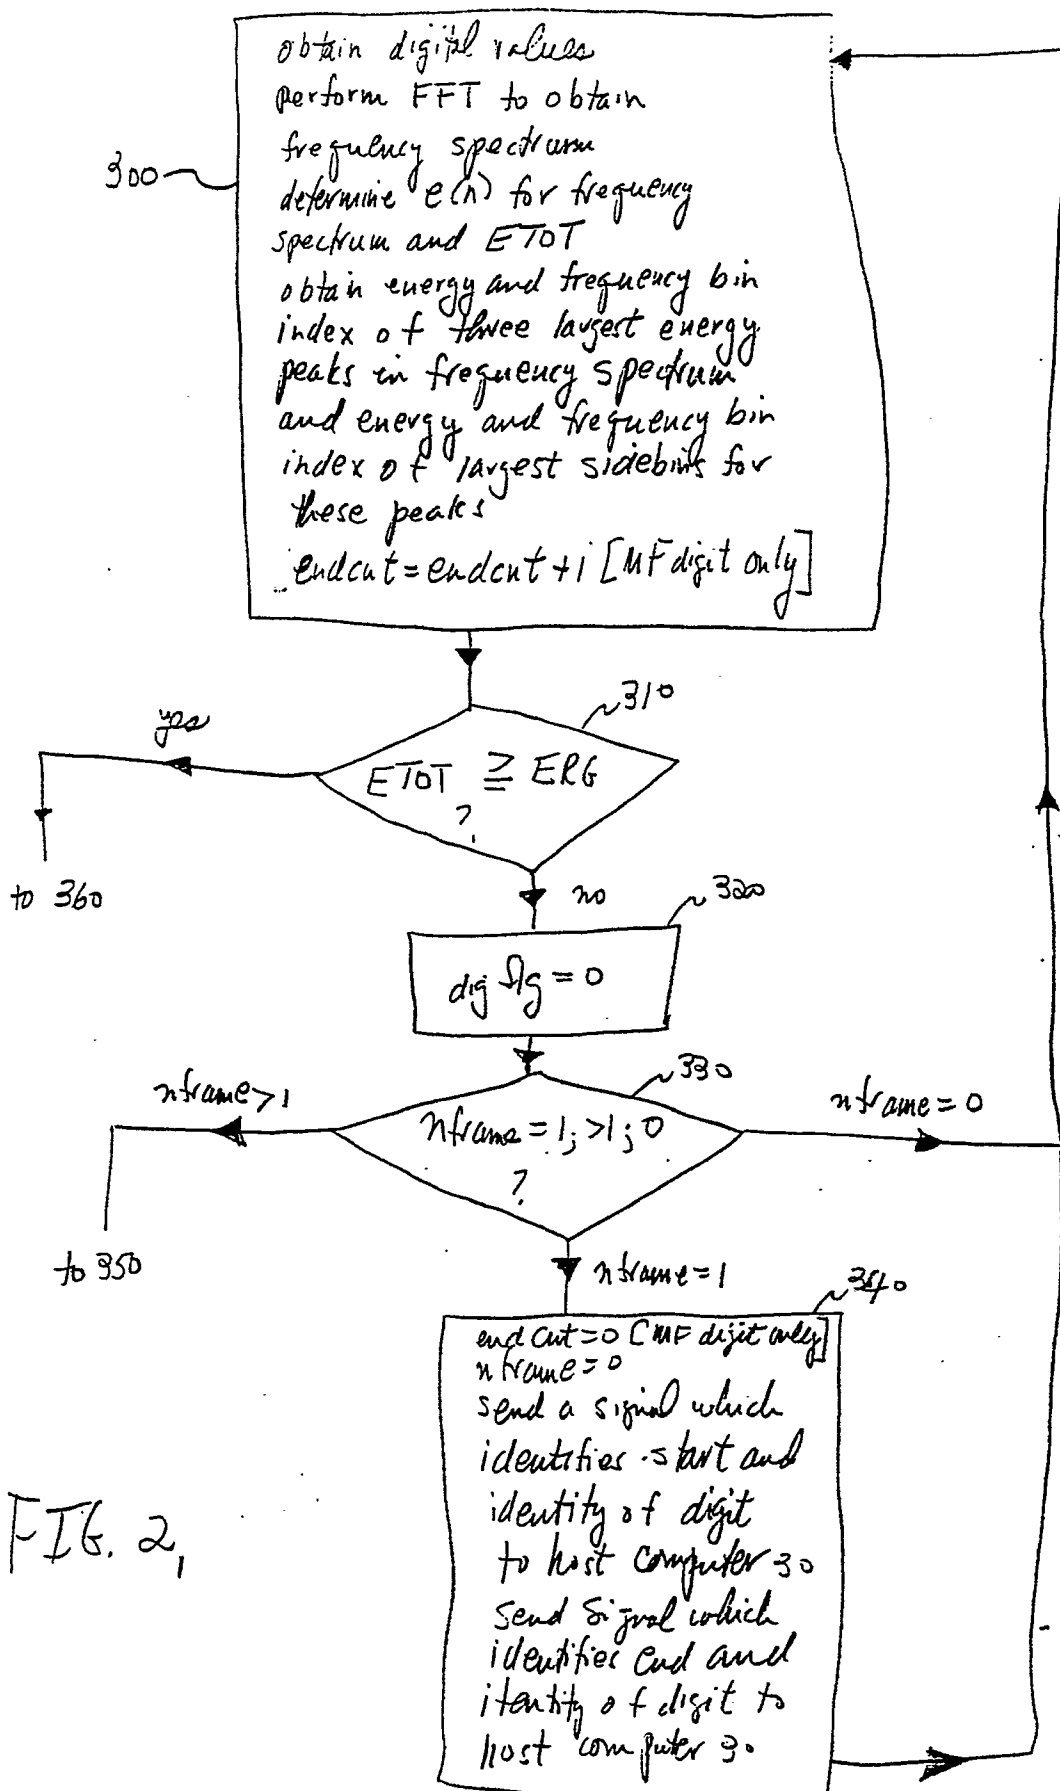 obtain digital values
perform FFT to obtain
frequency spectrum
300
determine e(n) for frequency
spectrum and ETOT
obtain energy and frequency bin
index of three largest energy
peaks in frequency spectrum
and energy and frequency bin
index of largest sidebins for
these peaks
endcnt = endcnt + 1 [MF digit only]
310
yes
ETOT ≥ ERG
?
to 360
no
320
dig flg = 0
330
nframe > 1
nframe = 0
nframe = 1; >1; 0
?
to 350
nframe = 1
340
end cnt = 0 [MF digit only]
nframe = 0
send a signal which
identifies start and
identity of digit
to host computer 30
send signal which
identifies end and
itentity of digit to
host computer 30
FIG. 2,